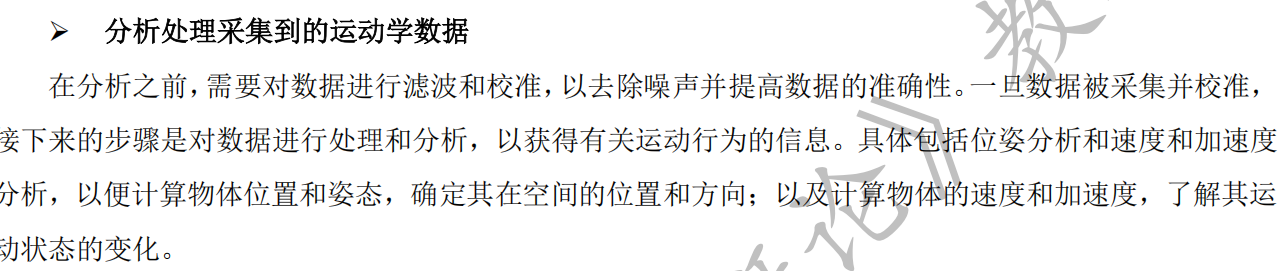 ➢ 分析处理采集到的运动学数据
在分析之前，需要对数据进行滤波和校准，以去除噪声并提高数据的准确性。一旦数据被采集并校准，
接下来的步骤是对数据进行处理和分析，以获得有关运动行为的信息。具体包括位姿分析和速度和加速度
分析，以便计算物体位置和姿态，确定其在空间的位置和方向；以及计算物体的速度和加速度，了解其运
动状态的变化。
论》教